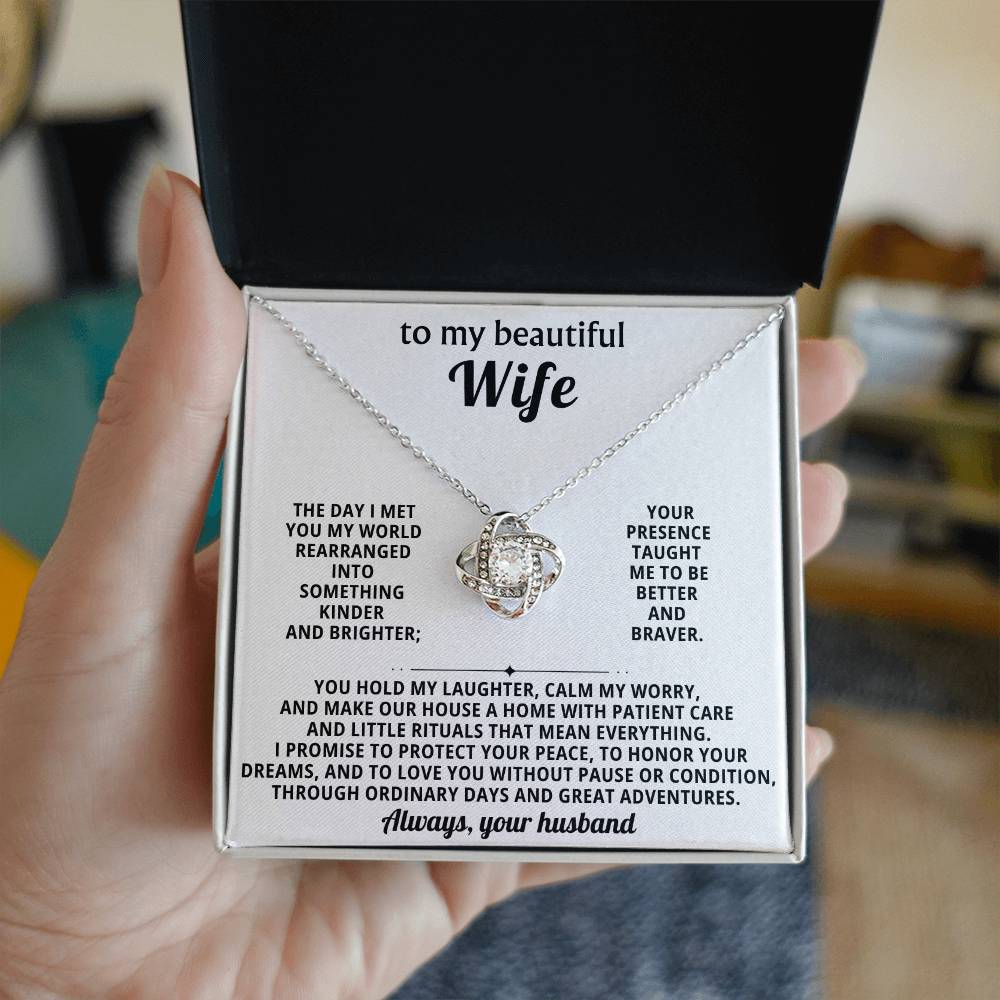 to my beautiful
Wife
THE DAY I MET
YOU MY WORLD
REARRANGED
INTO
SOMETHING
KINDER
AND BRIGHTER;
YOUR
PRESENCE
TAUGHT
ME TO BE
BETTER
AND
BRAVER.
YOU HOLD MY LAUGHTER, CALM MY WORRY,
AND MAKE OUR HOUSE A HOME WITH PATIENT CARE
AND LITTLE RITUALS THAT MEAN EVERYTHING.
I PROMISE TO PROTECT YOUR PEACE, TO HONOR YOUR
DREAMS, AND TO LOVE YOU WITHOUT PAUSE OR CONDITION,
THROUGH ORDINARY DAYS AND GREAT ADVENTURES.
Always, your husband